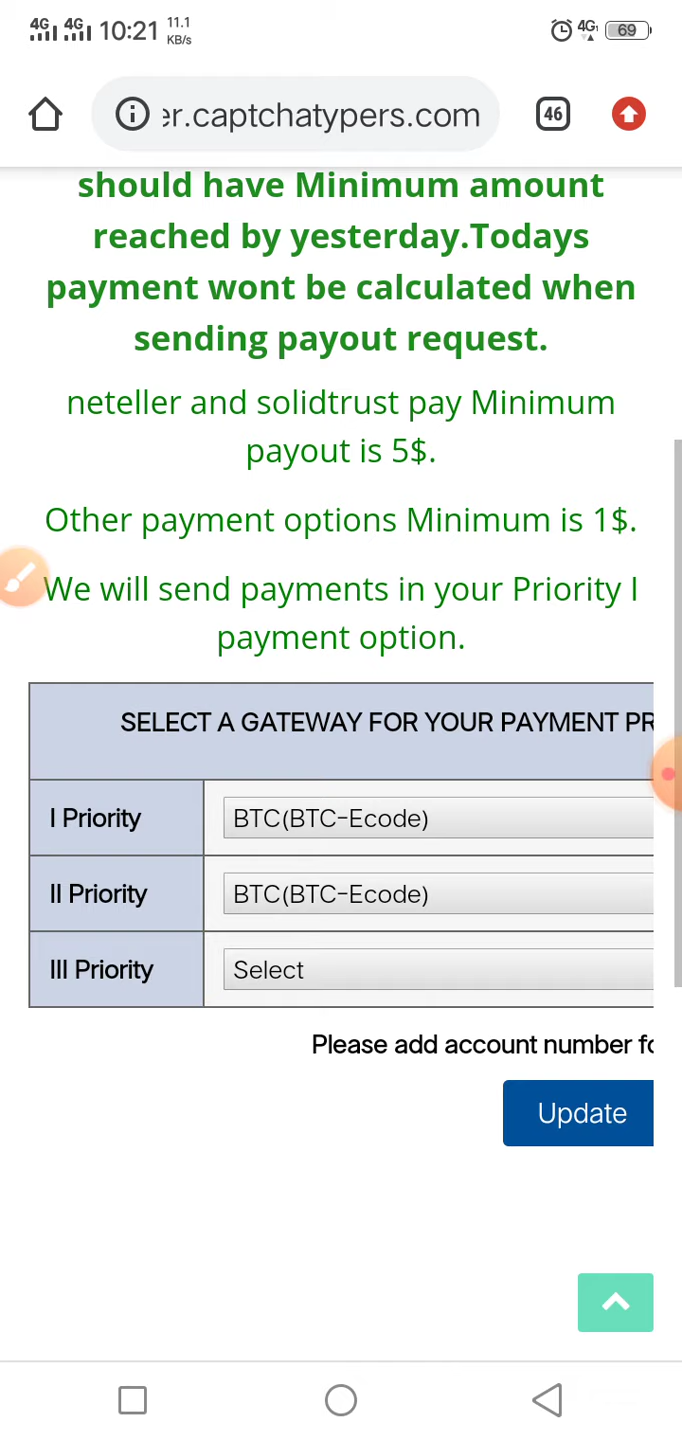 4G 4G 10:21 11.1 KB/s 4G 69
er.captchatypers.com 46
should have Minimum amount
reached by yesterday.Todays
payment wont be calculated when
sending payout request.
neteller and solidtrust pay Minimum
payout is 5$.
Other payment options Minimum is 1$.
We will send payments in your Priority I
payment option.
SELECT A GATEWAY FOR YOUR PAYMENT PR
I Priority BTC(BTC-Ecode)
II Priority BTC(BTC-Ecode)
III Priority Select
Please add account number fo
Update